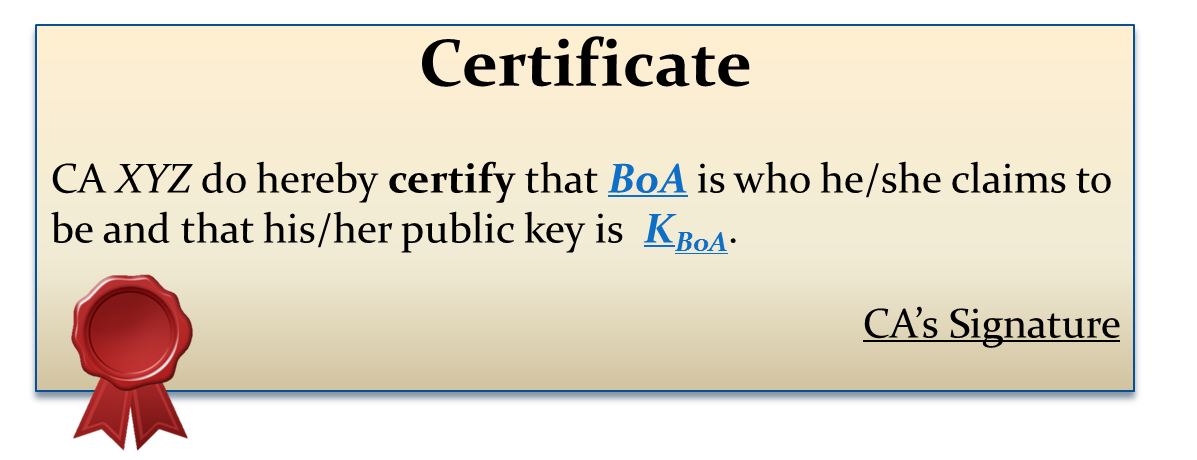 Certificate
CA XYZ do hereby certify that BoA is who he/she claims to
be and that his/her public key is K_BoA.
CA’s Signature